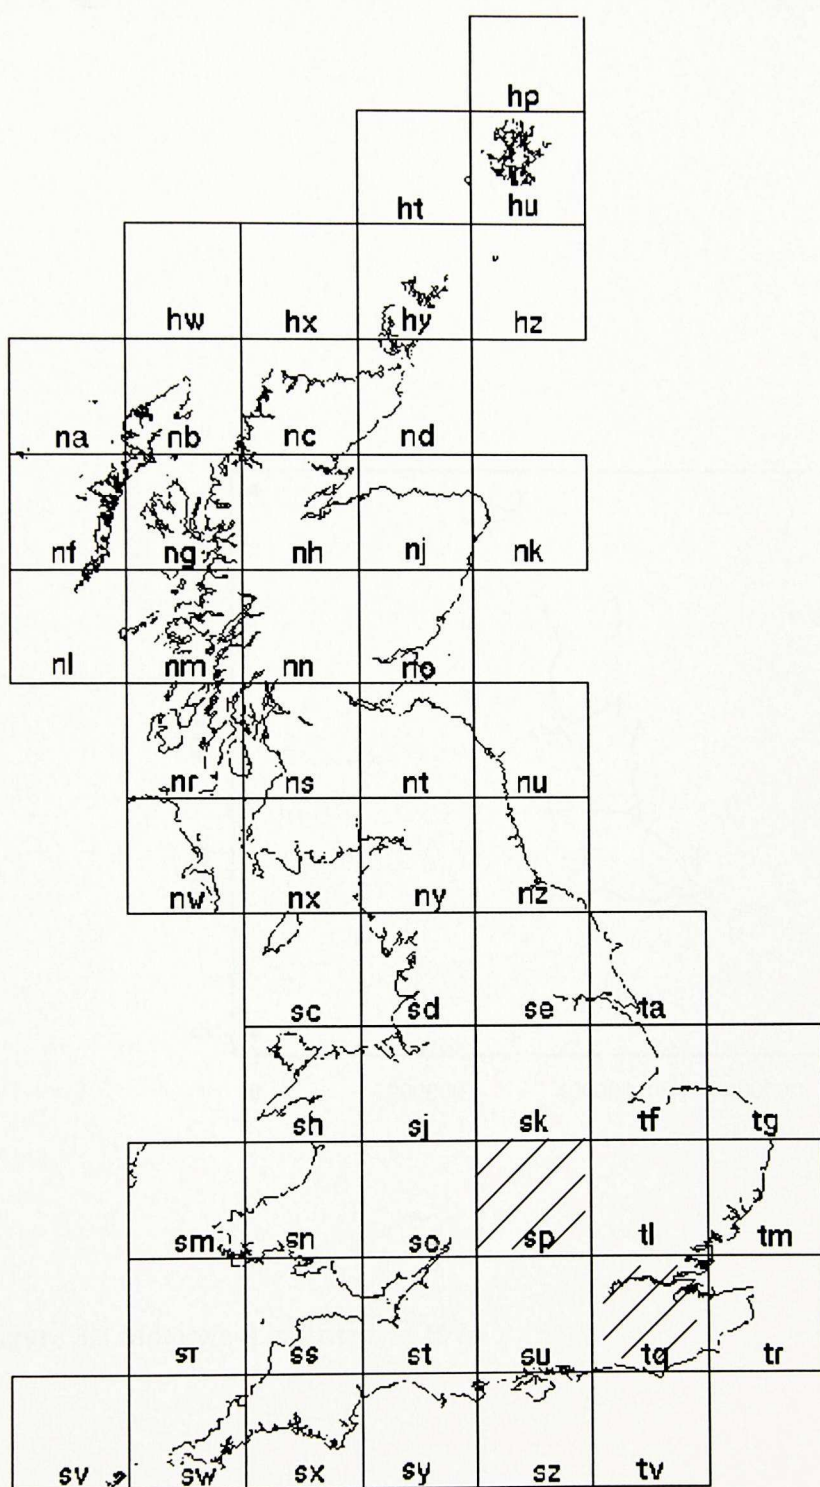 hp
ht hu
hw hx hy hz
na nb nc nd
nf ng nh nj nk
nl nm nn no
nr ns nt nu
nw nx ny nz
sc sd se ta
sh sj sk tf tg
sm sn so sp tl tm
sr ss st su tq tr
sv sw sx sy sz tv